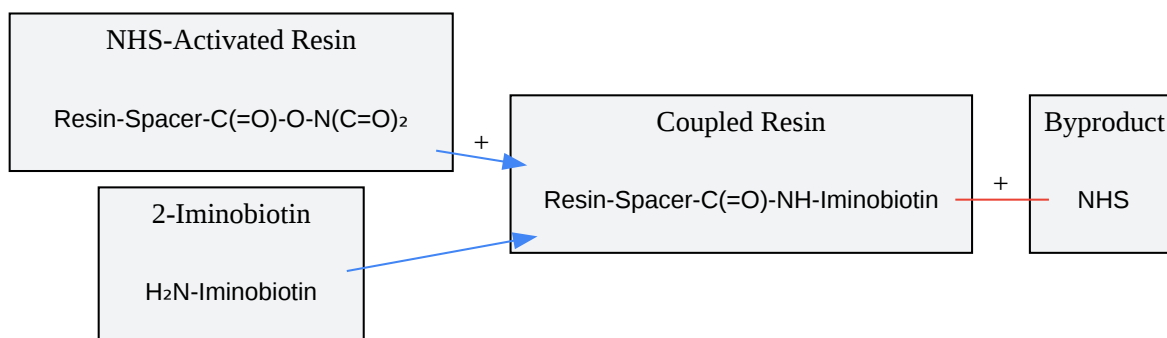 NHS-Activated Resin
Resin-Spacer-C(=O)-O-N(C=O)₂
+
2-Iminobiotin
H₂N-Iminobiotin
Coupled Resin
Resin-Spacer-C(=O)-NH-Iminobiotin
+
Byproduct
NHS